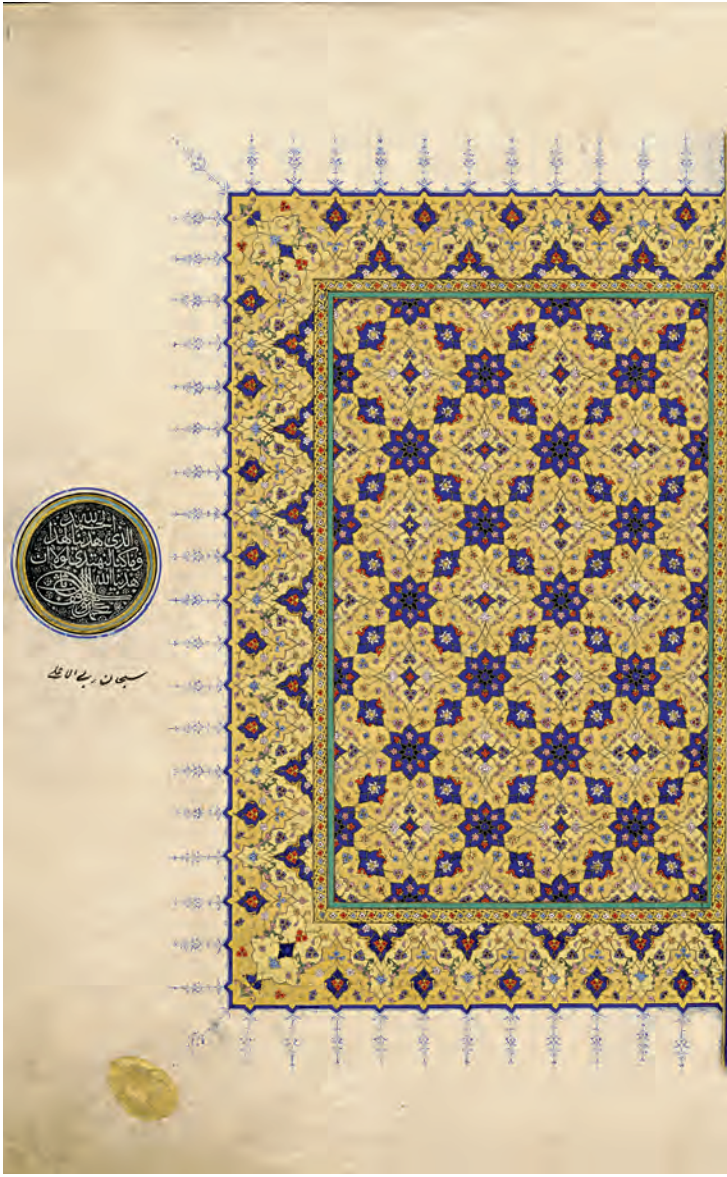 الحمد لله
الذي هدانا لهذا
وما كنا لنهتدي لولا ان
هدانا الله
سبحان ربي الاعلى